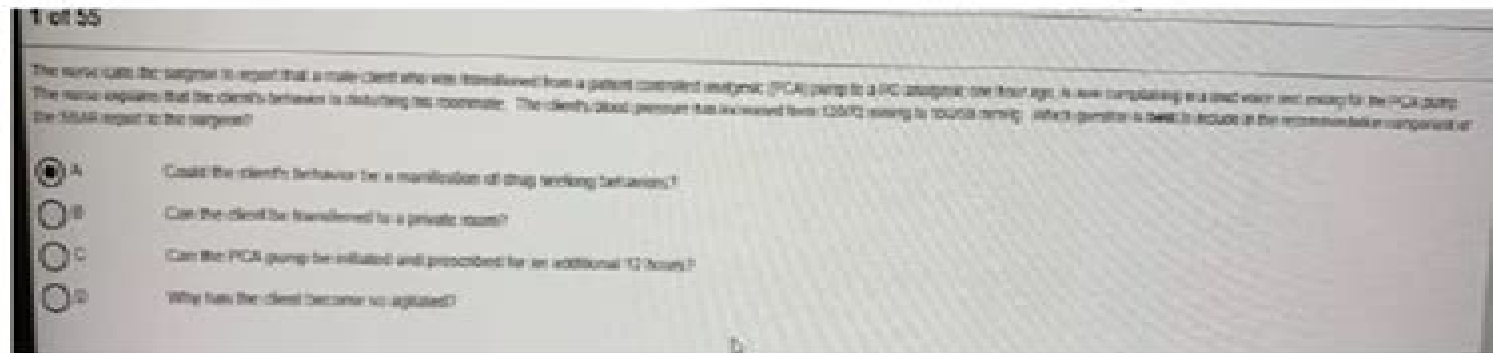 1 of 55
The nurse calls the surgeon to report that a male client who was transitioned from a patient controlled analgesic (PCA) pump to a PO analgesic one hour ago, is now complaining in a loud voice and asking for the PCA pump.
The nurse explains that the client's behavior is disturbing his roommate. The client's blood pressure has increased from 120/72 mmHg to mmHg. Which question is best to include in the recommendation component of
the SBAR report to the surgeon?
A Could the client's behavior be a manifestation of drug seeking behaviors?
B Can the client be transferred to a private room?
C Can the PCA pump be initiated and prescribed for an additional 12 hours?
D Why has the client become so agitated?